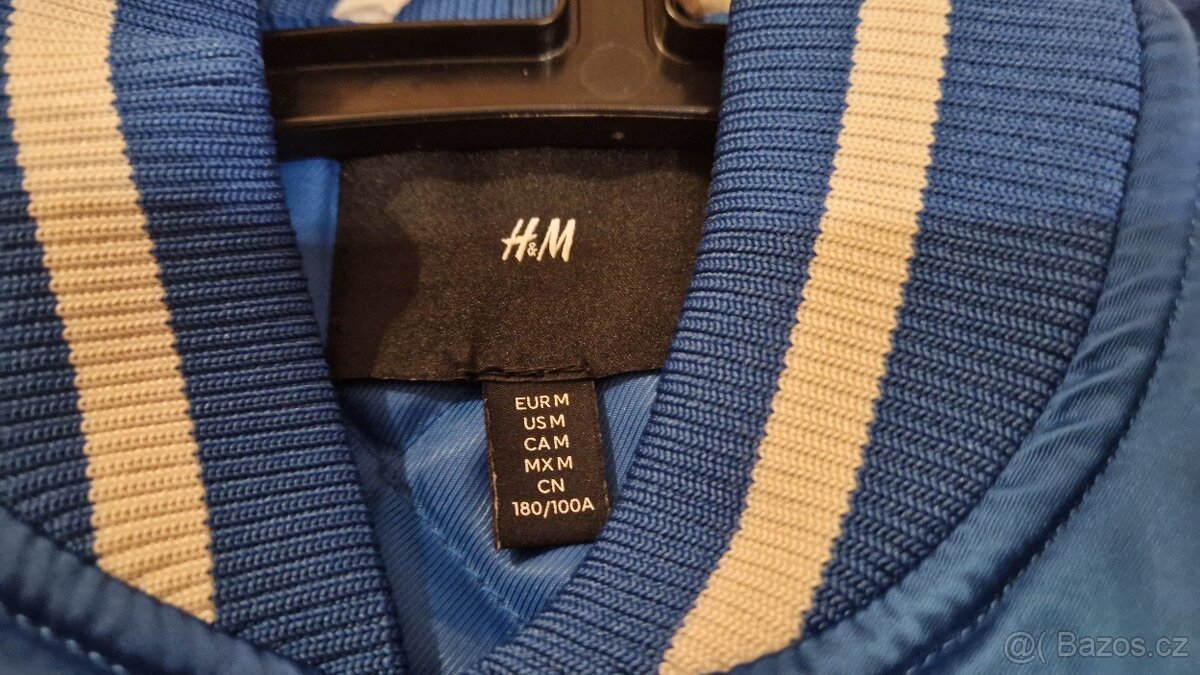 H&M
EUR M
US M
CA M
MX M
CN
180/100A
@( Bazos.cz